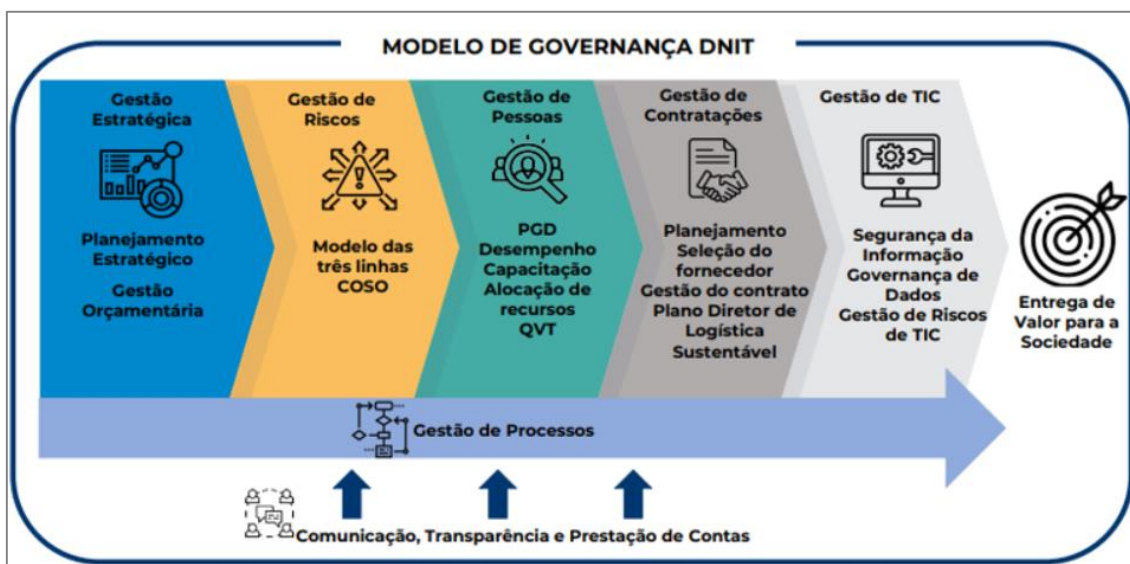 MODELO DE GOVERNANÇA DNIT
Gestão
Estratégica
Planejamento
Estratégico
Gestão
Orçamentária
Gestão de
Riscos
Modelo das
três linhas
COSO
Gestão de
Pessoas
PGD
Desempenho
Capacitação
Alocação de
recursos
QVT
Gestão de
Contratações
Planejamento
Seleção do
fornecedor
Gestão do contrato
Plano Diretor de
Logística
Sustentável
Gestão de TIC
Segurança da
Informação
Governança de
Dados
Gestão de Riscos
de TIC
Entrega de
Valor para a
Sociedade
Gestão de Processos
Comunicação, Transparência e Prestação de Contas